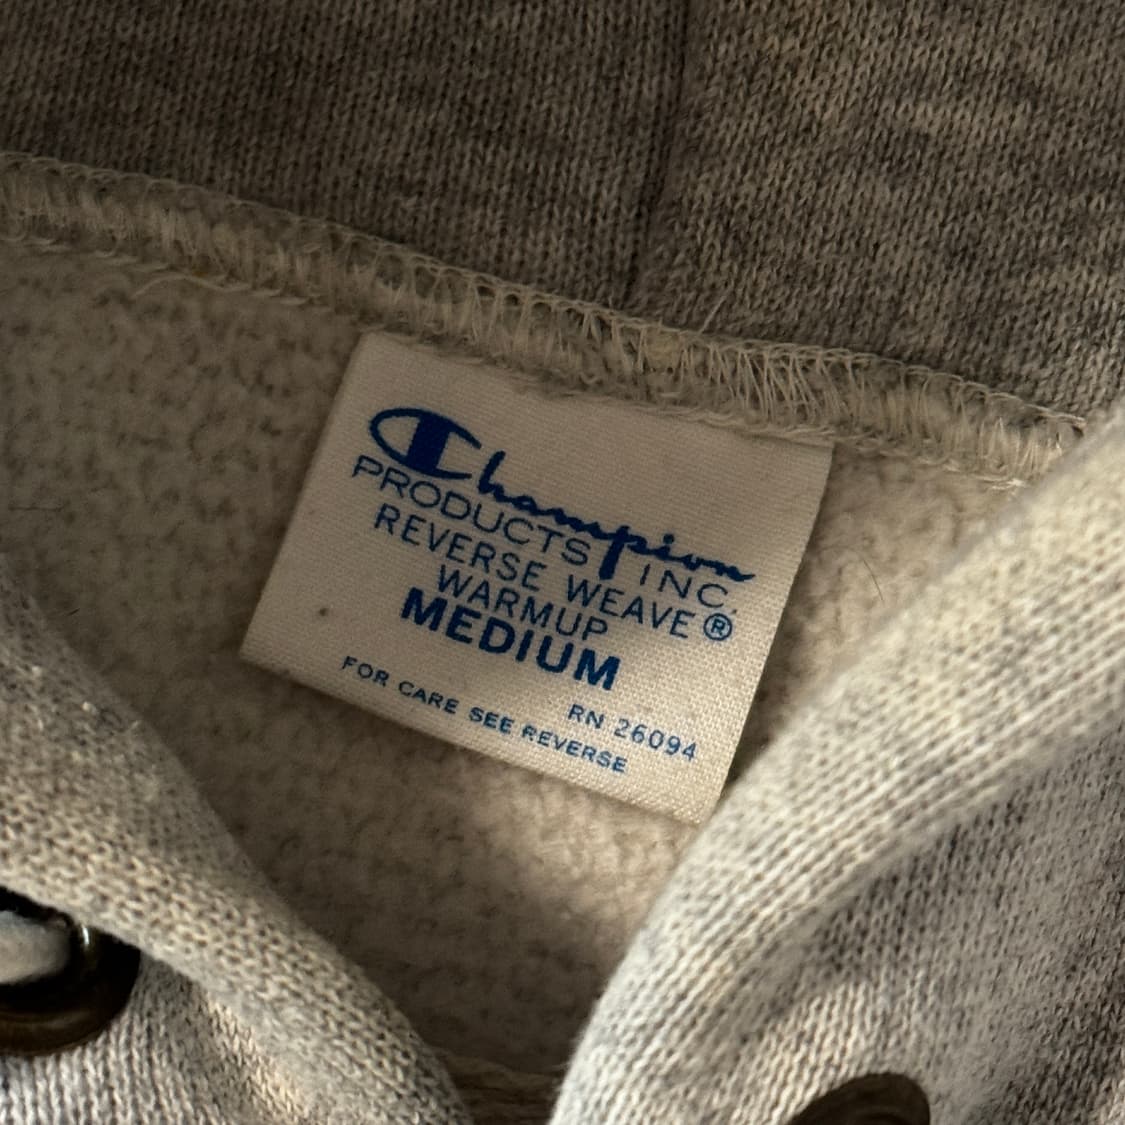 Champion
PRODUCTS INC.
REVERSE WEAVE®
WARMUP
MEDIUM
RN 26094
FOR CARE SEE REVERSE